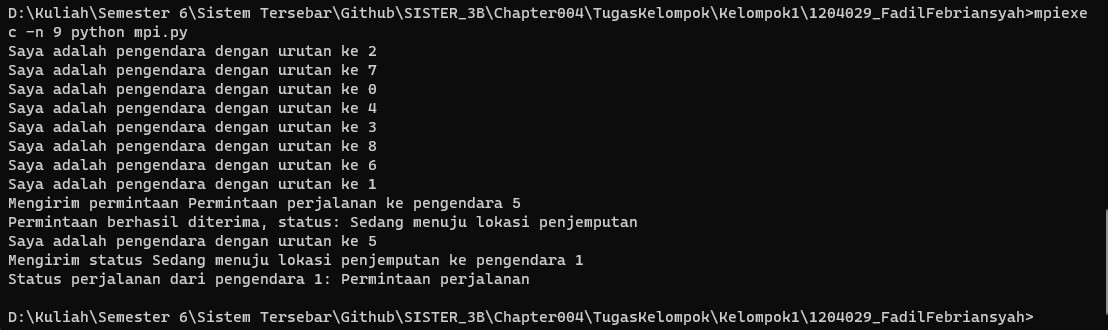 D:\Kuliah\Semester 6\Sistem Tersebar\Github\SISTER_3B\Chapter004\TugasKelompok\Kelompok1\1204029_FadilFebriansyah>mpiexe
c -n 9 python mpi.py
Saya adalah pengendara dengan urutan ke 2
Saya adalah pengendara dengan urutan ke 7
Saya adalah pengendara dengan urutan ke 0
Saya adalah pengendara dengan urutan ke 4
Saya adalah pengendara dengan urutan ke 3
Saya adalah pengendara dengan urutan ke 8
Saya adalah pengendara dengan urutan ke 6
Saya adalah pengendara dengan urutan ke 1
Mengirim permintaan Permintaan perjalanan ke pengendara 5
Permintaan berhasil diterima, status: Sedang menuju lokasi penjemputan
Saya adalah pengendara dengan urutan ke 5
Mengirim status Sedang menuju lokasi penjemputan ke pengendara 1
Status perjalanan dari pengendara 1: Permintaan perjalanan
D:\Kuliah\Semester 6\Sistem Tersebar\Github\SISTER_3B\Chapter004\TugasKelompok\Kelompok1\1204029_FadilFebriansyah>